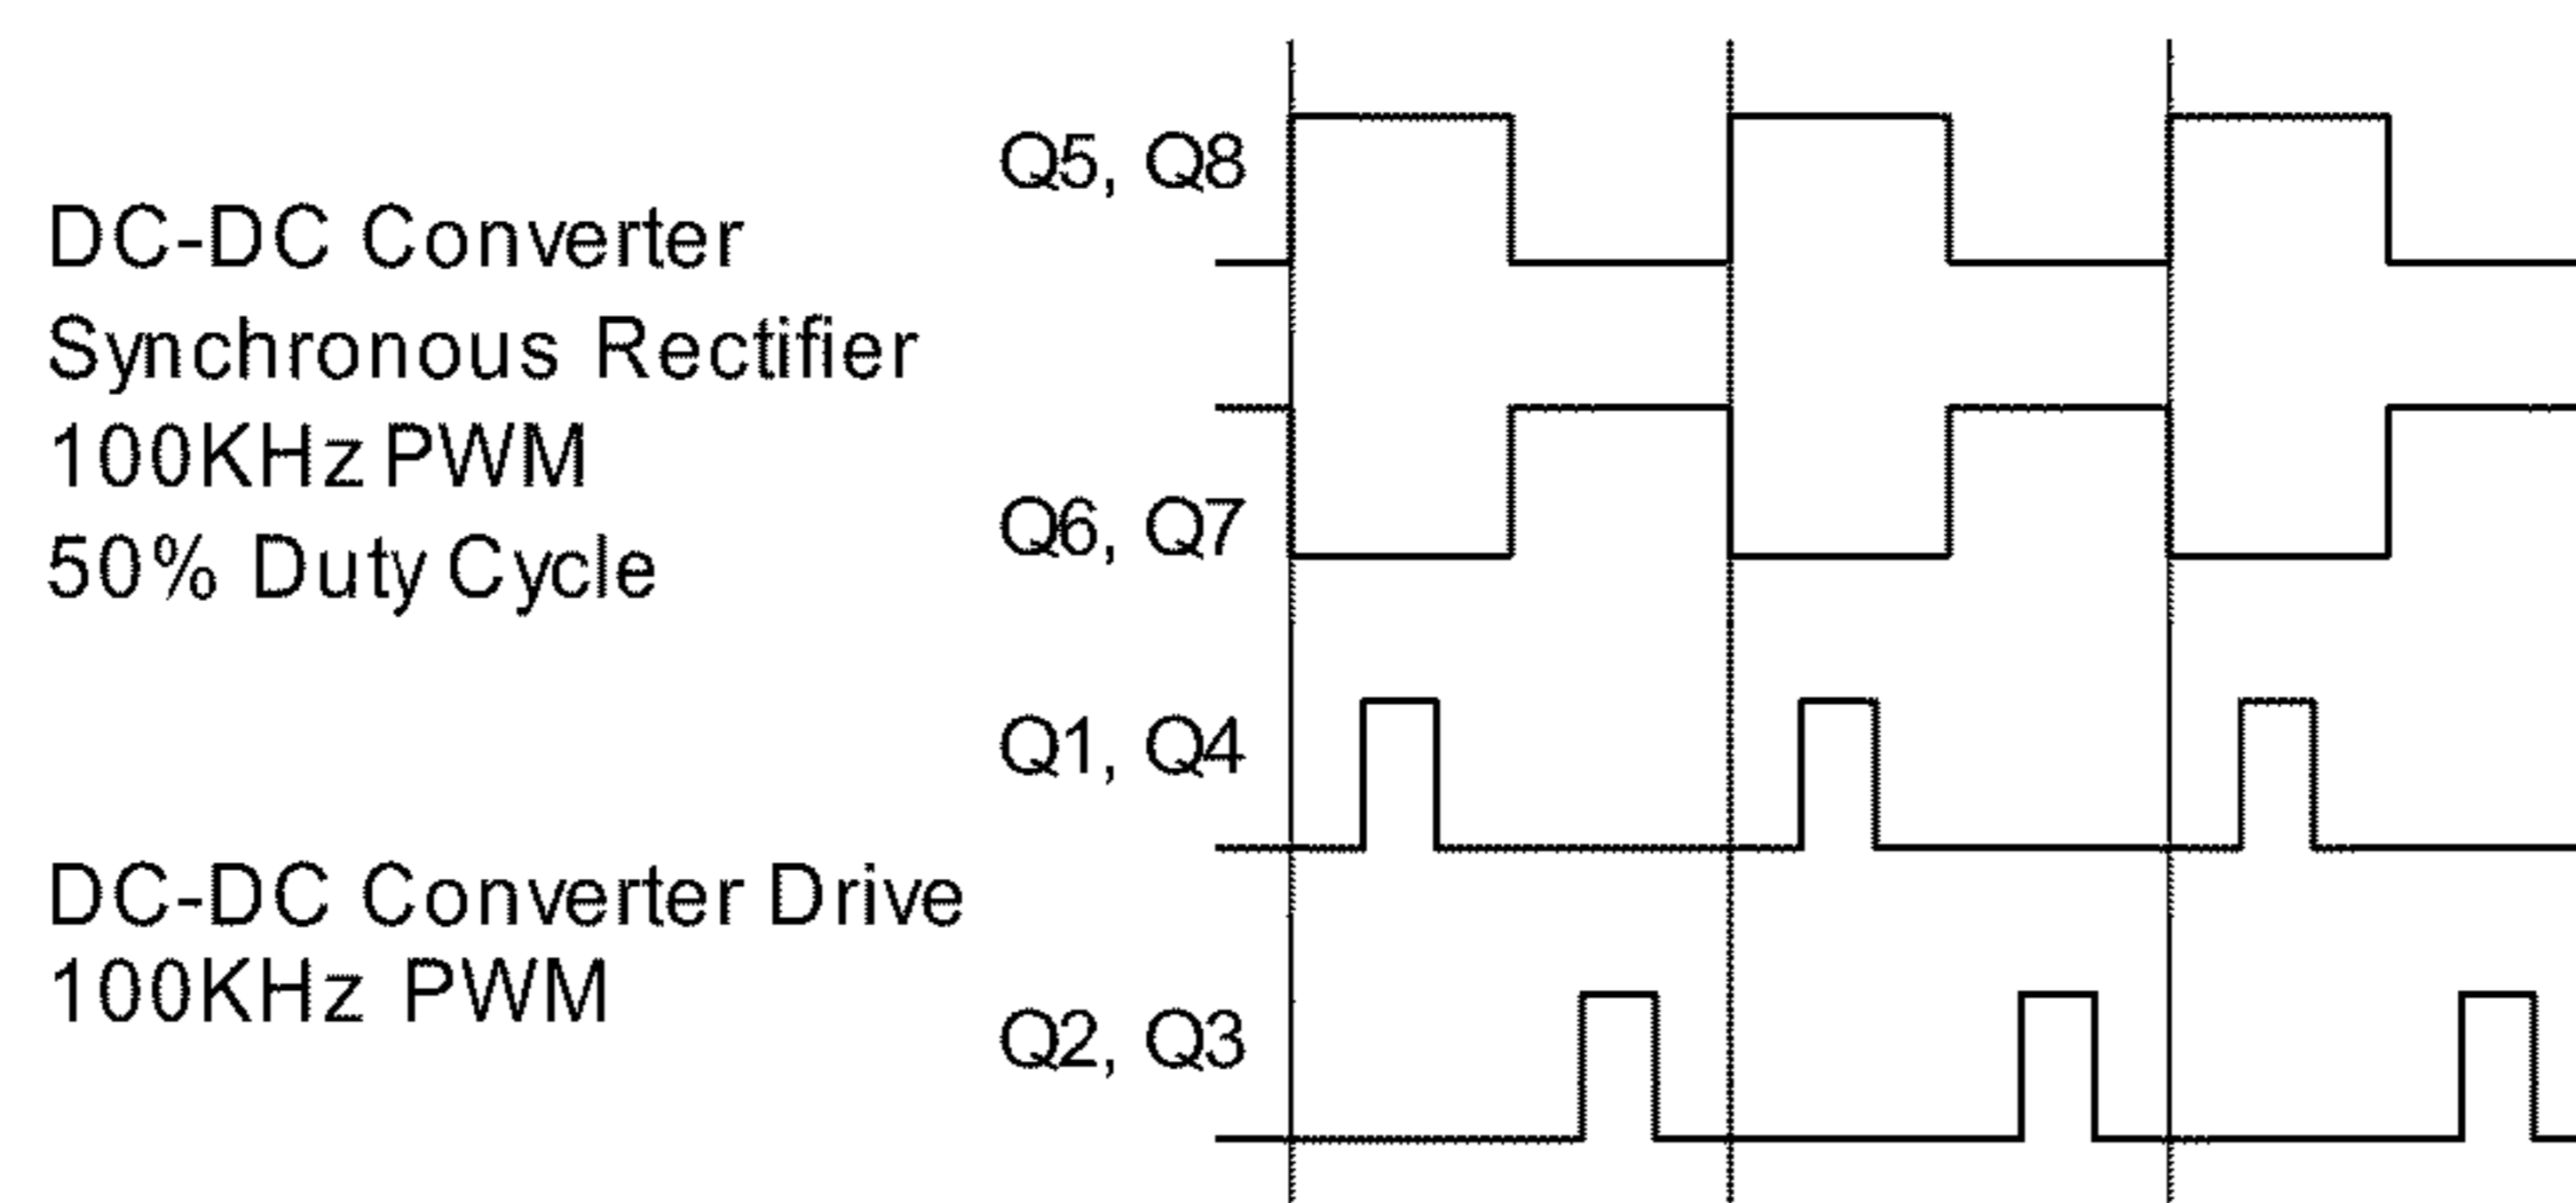 Q5, Q8
DC-DC Converter
Synchronous Rectifier
100KHz PWM
50% Duty Cycle
Q6, Q7
Q1, Q4
DC-DC Converter Drive
100KHz PWM
Q2, Q3